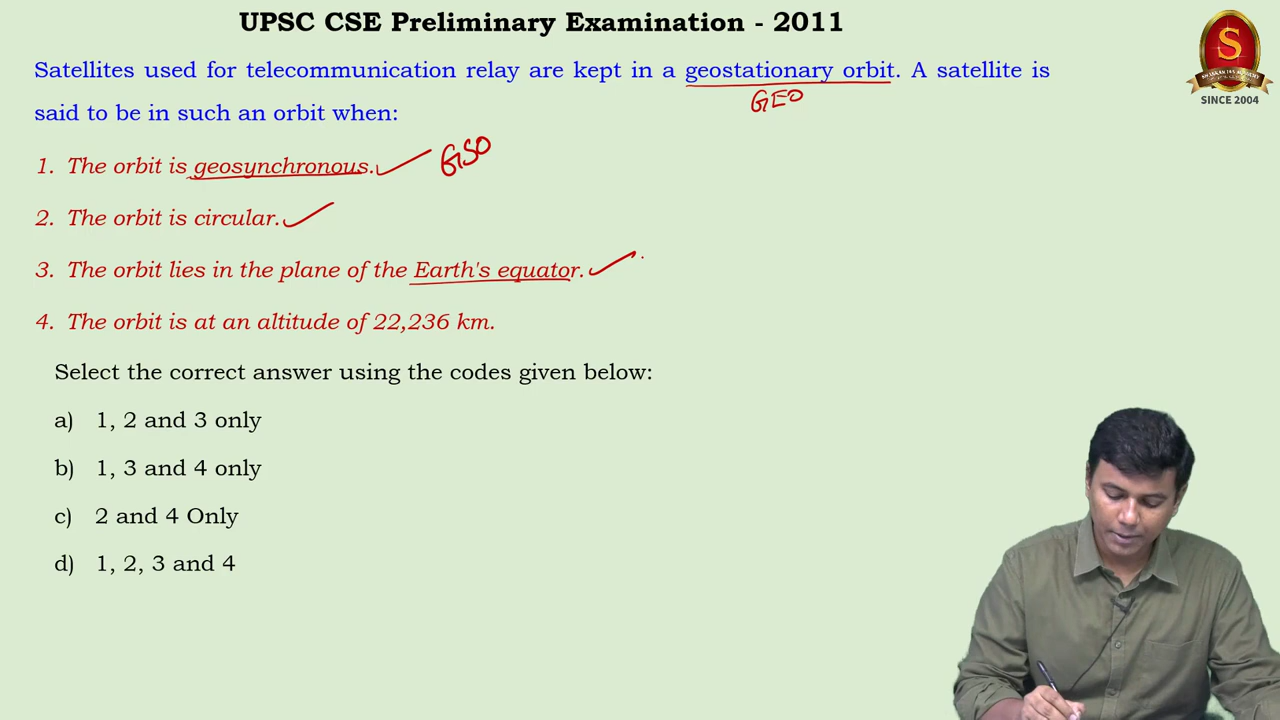 UPSC CSE Preliminary Examination - 2011
Satellites used for telecommunication relay are kept in a geostationary orbit. A satellite is
GEO
said to be in such an orbit when:
1. The orbit is geosynchronous. GSO
2. The orbit is circular.
3. The orbit lies in the plane of the Earth's equator.
4. The orbit is at an altitude of 22,236 km.
Select the correct answer using the codes given below:
a) 1, 2 and 3 only
b) 1, 3 and 4 only
c) 2 and 4 Only
d) 1, 2, 3 and 4
S
SINCE 2004